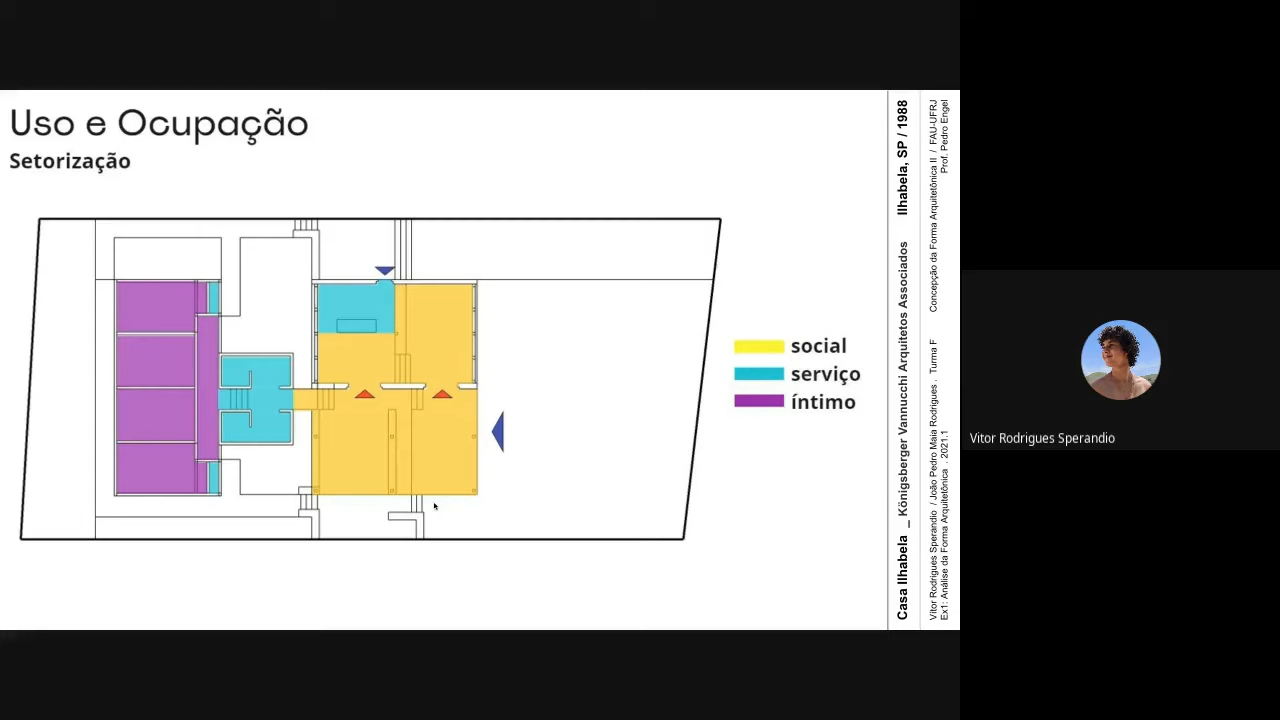 Uso e Ocupação
Setorização
social
serviço
íntimo
Casa Ilhabela _ Königsberger Vannucchi Arquitetos Associados Ilhabela, SP / 1988
Vitor Rodrigues Sperandio / João Pedro Maia Rodrigues . Turma F Concepção da Forma Arquitetônica II / FAU-UFRJ
Ex1: Análise da Forma Arquitetônica . 2021.1 Prof. Pedro Engel
Vitor Rodrigues Sperandio